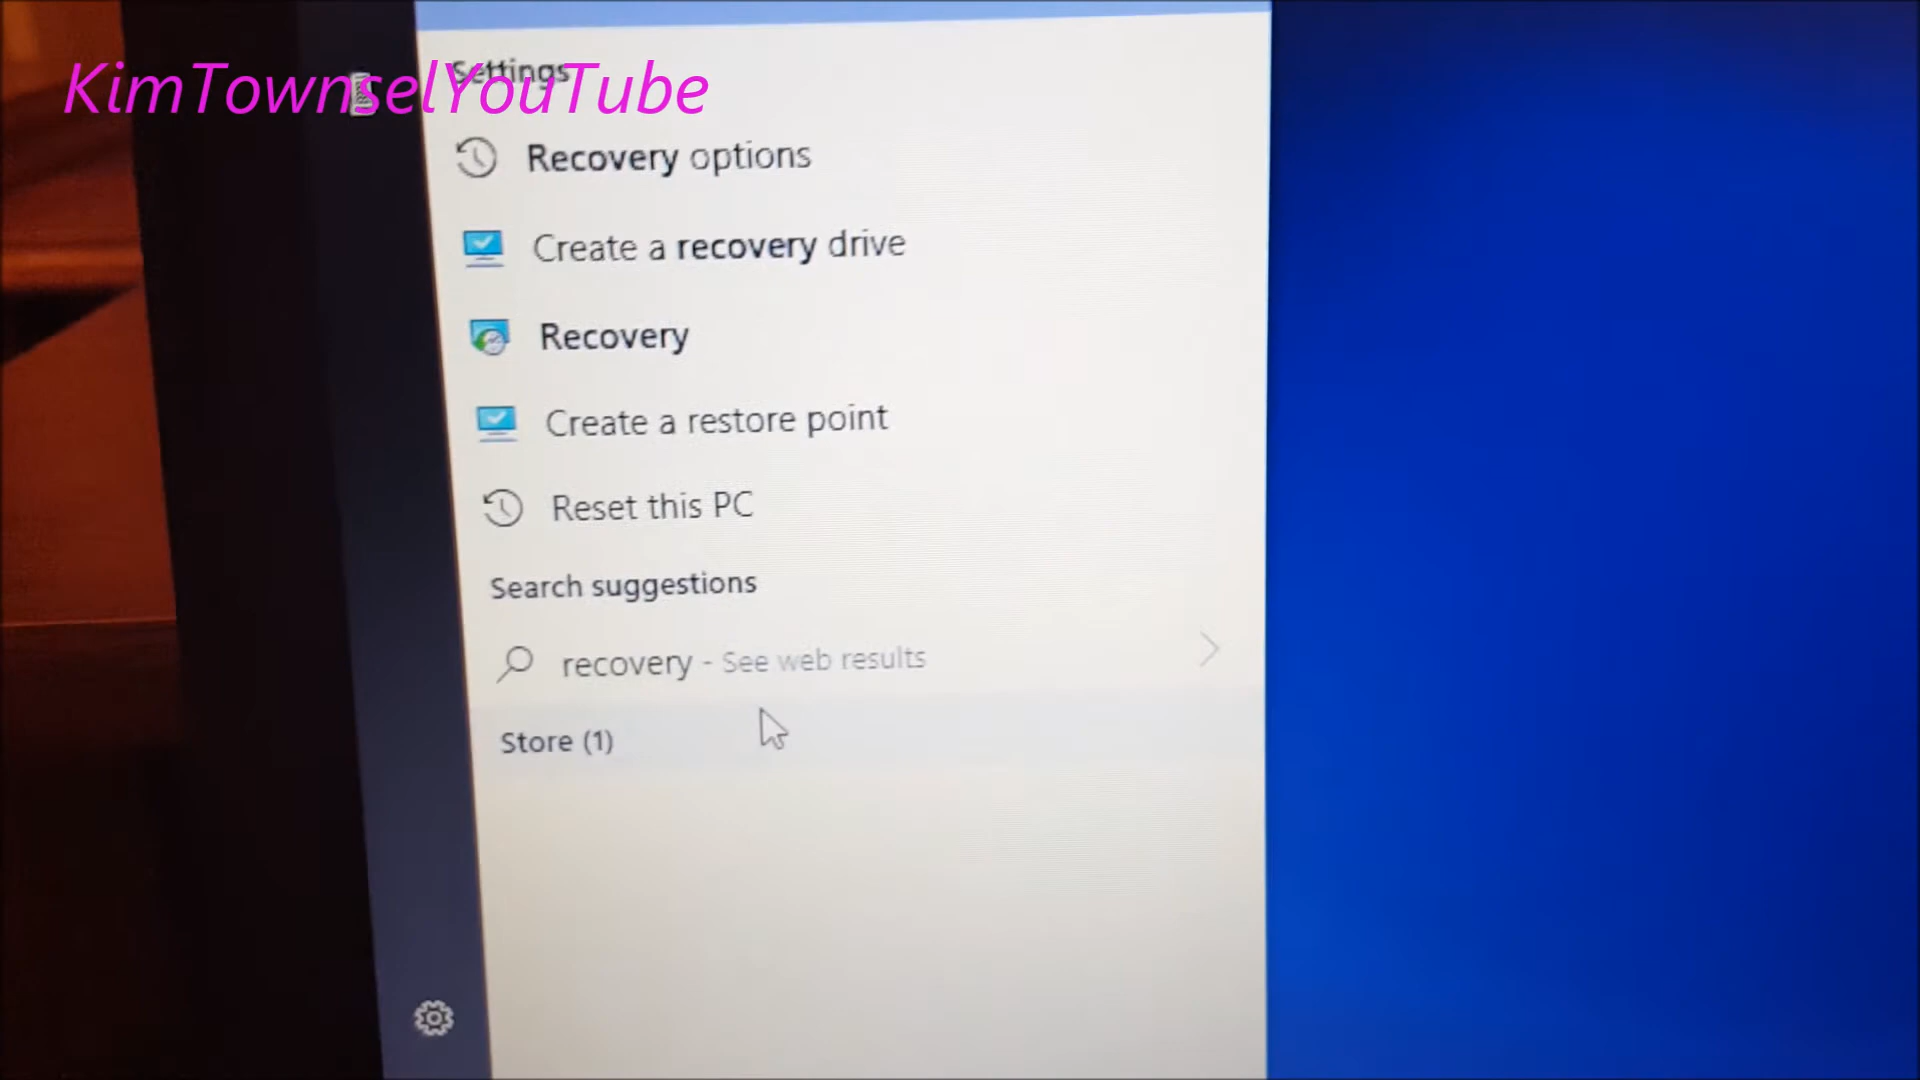 KimTownselYouTube
Settings
Recovery options
Create a recovery drive
Recovery
Create a restore point
Reset this PC
Search suggestions
recovery - See web results
Store (1)